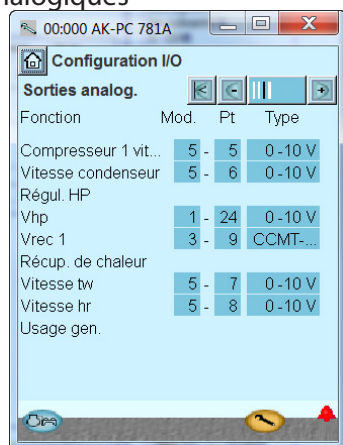 alogiques
00:000 AK-PC 781A
Configuration I/O
Sorties analog.
Fonction Mod. Pt Type
Compresseur 1 vit... 5 - 5 0 -10 V
Vitesse condenseur 5 - 6 0 -10 V
Régul. HP
Vhp 1 - 24 0 -10 V
Vrec 1 3 - 9 CCMT-...
Récup. de chaleur
Vitesse tw 5 - 7 0 -10 V
Vitesse hr 5 - 8 0 -10 V
Usage gen.